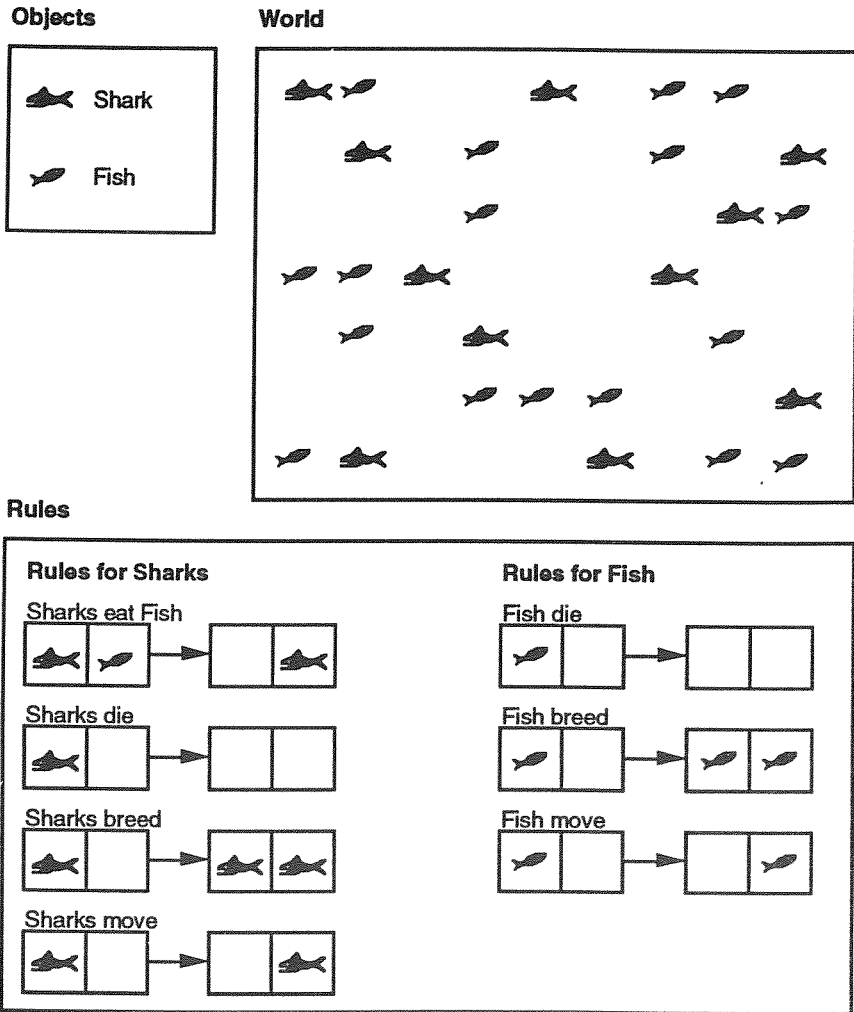 Objects
World
Shark
Fish
Rules
Rules for Sharks
Sharks eat Fish
Sharks die
Sharks breed
Sharks move
Rules for Fish
Fish die
Fish breed
Fish move